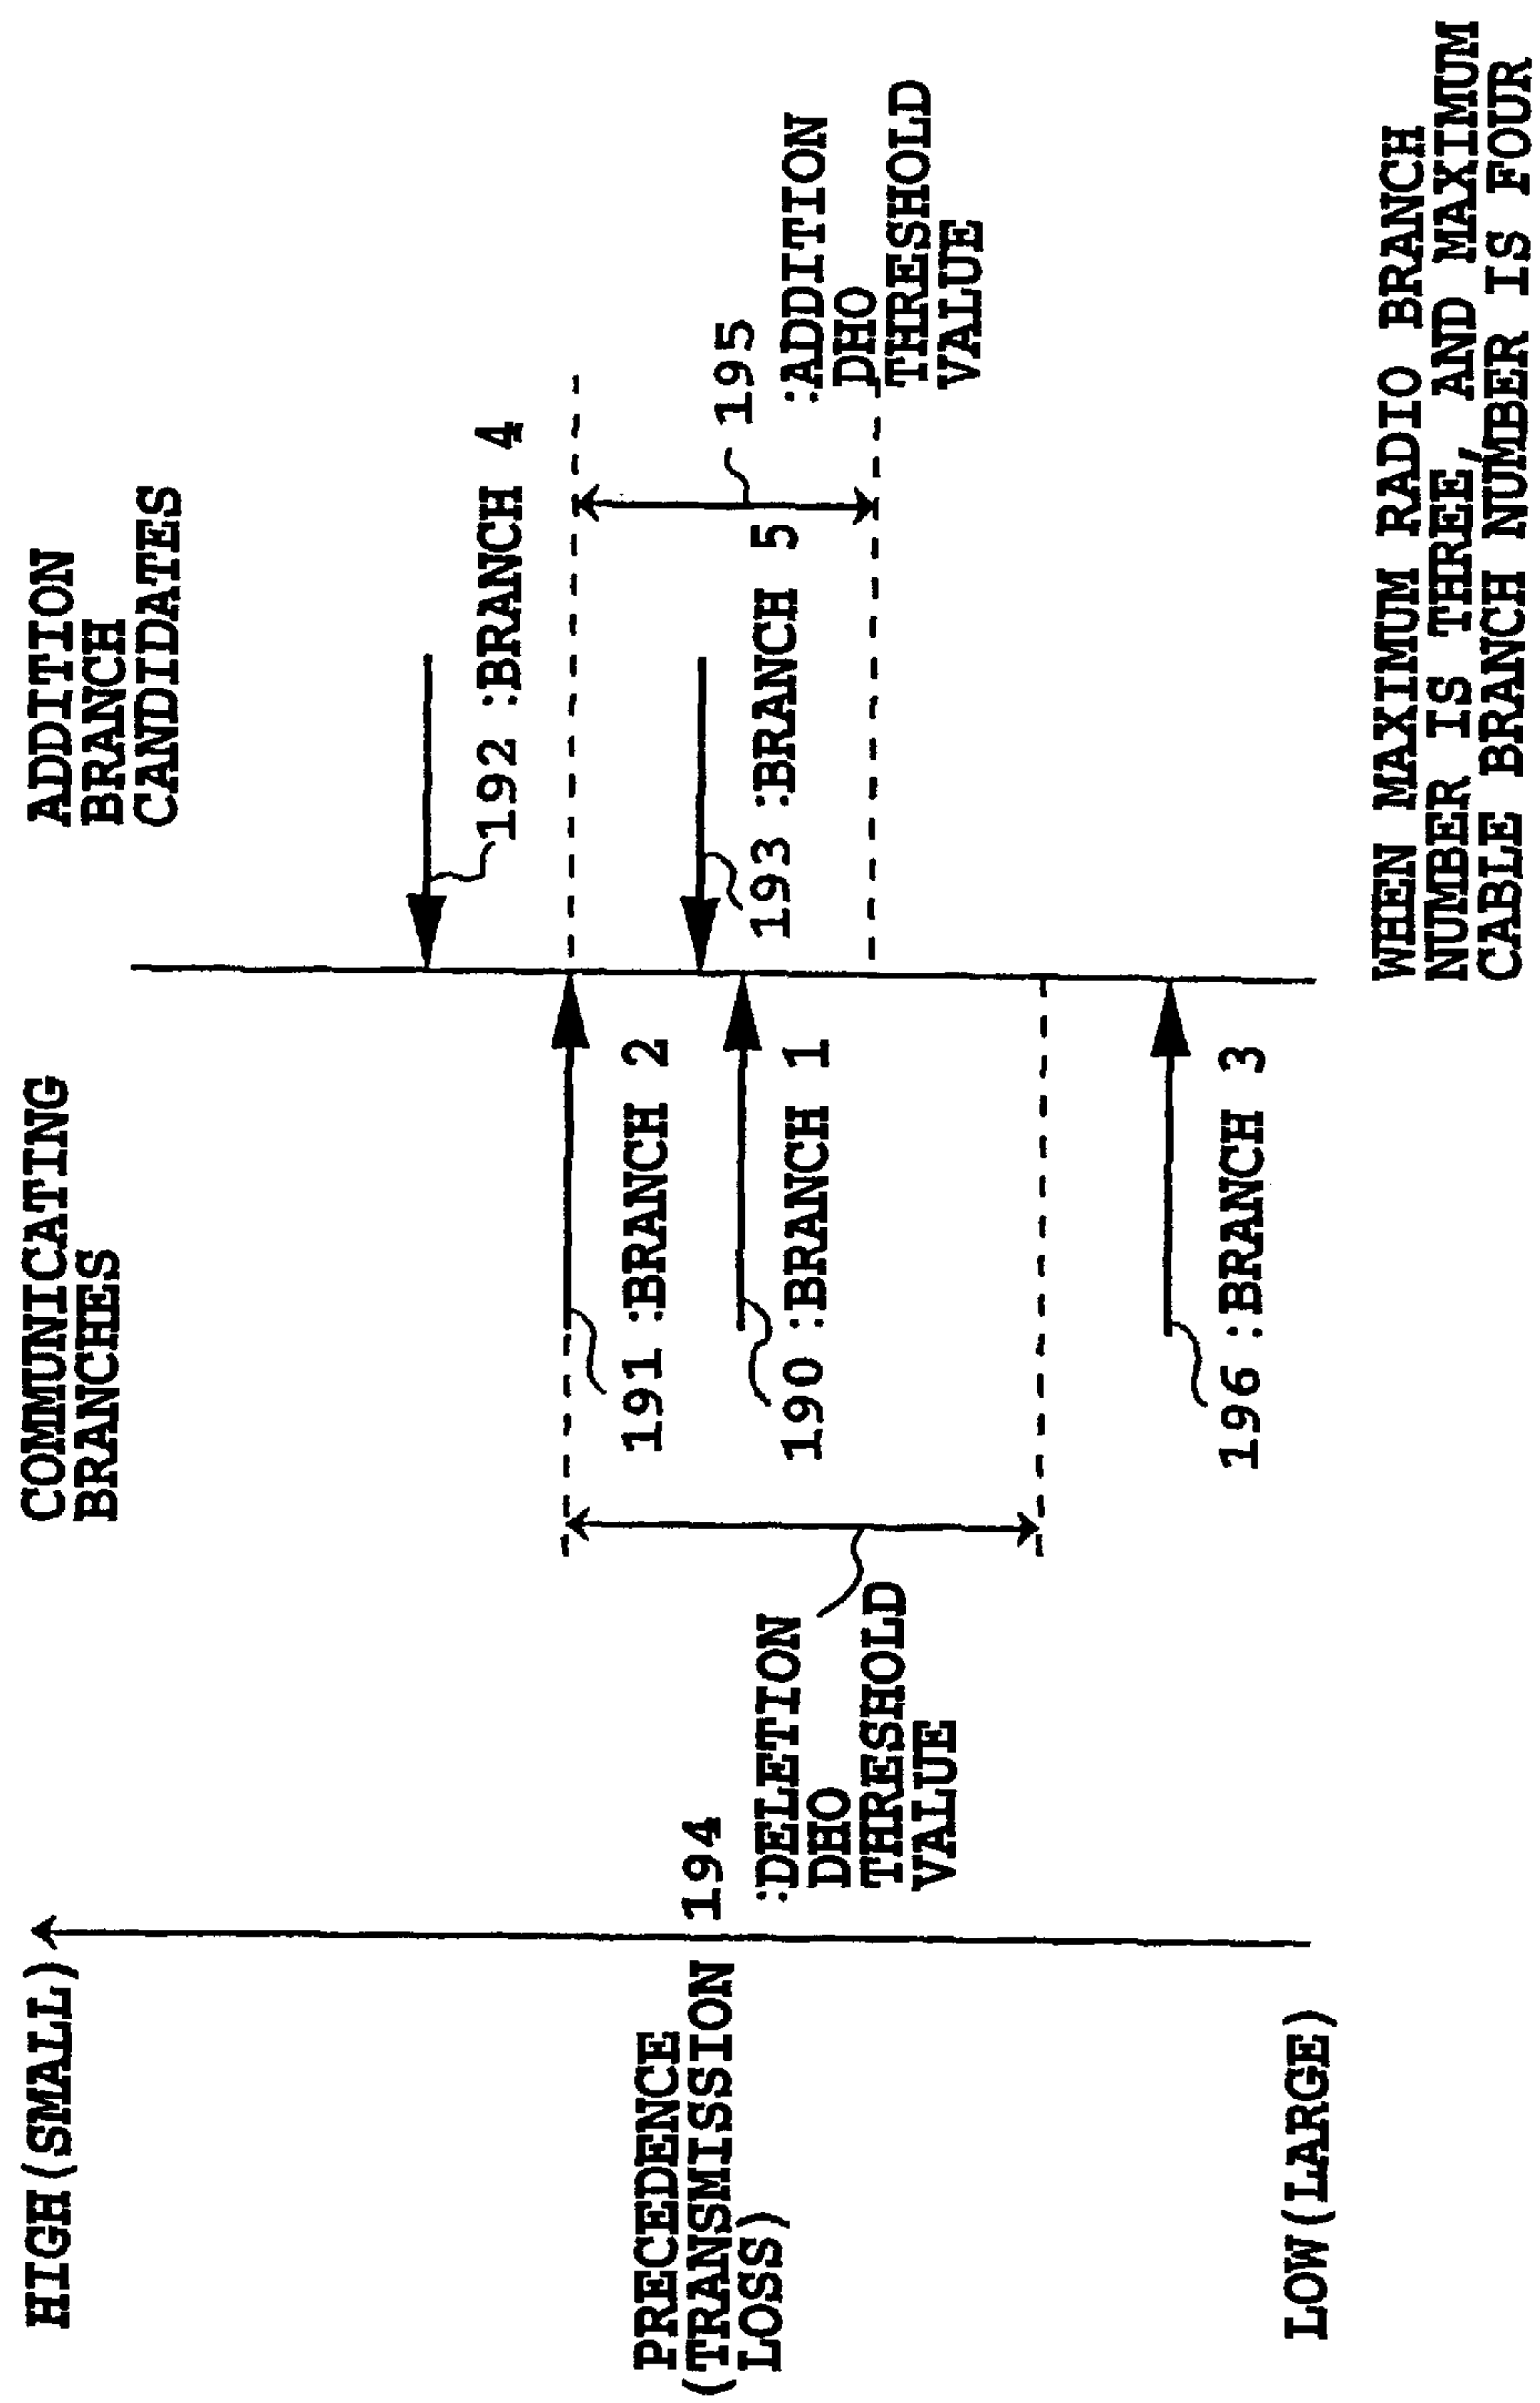 HIGH(SMALL)
PRECEDENCE
(TRANSMISSION
LOSS)
LOW(LARGE)
COMMUNICATING
BRANCHES
194
:DELETION
DHO
THRESHOLD
VALUE
191:BRANCH 2
190:BRANCH 1
196:BRANCH 3
ADDITION
BRANCH
CANDIDATES
192:BRANCH 4
193:BRANCH 5
195
:ADDITION
DHO
THRESHOLD
VALUE
WHEN MAXIMUM RADIO BRANCH
NUMBER IS THREE, AND MAXIMUM
CABLE BRANCH NUMBER IS FOUR